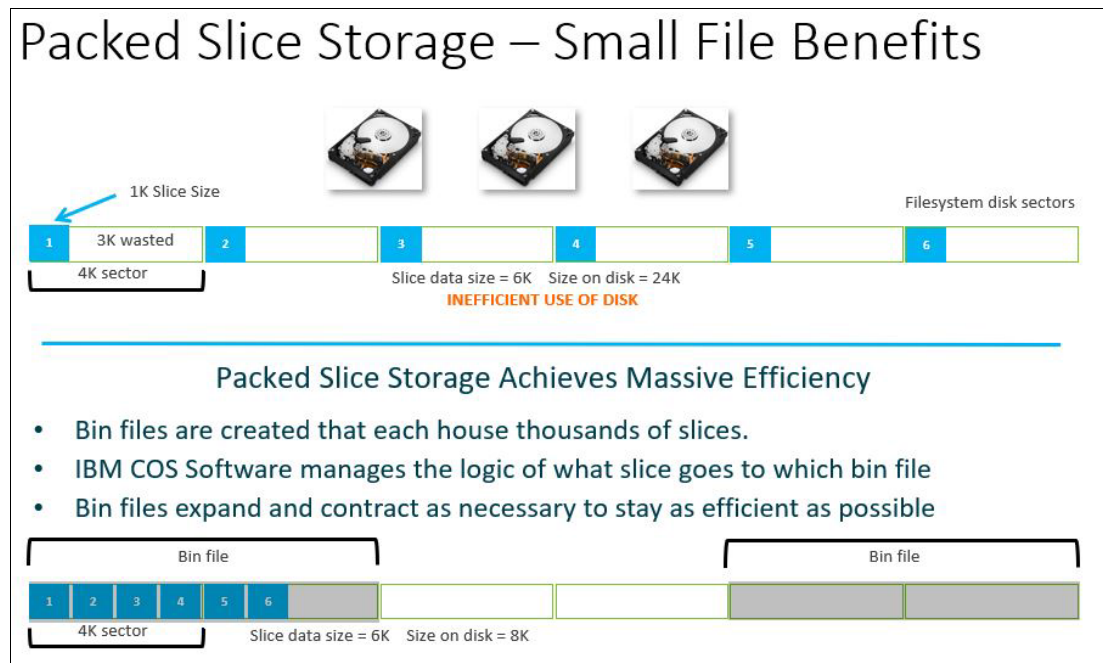 Packed Slice Storage – Small File Benefits
1K Slice Size
Filesystem disk sectors
1 3K wasted 2 3 4 5 6
4K sector
Slice data size = 6K Size on disk = 24K
INEFFICIENT USE OF DISK
Packed Slice Storage Achieves Massive Efficiency
• Bin files are created that each house thousands of slices.
• IBM COS Software manages the logic of what slice goes to which bin file
• Bin files expand and contract as necessary to stay as efficient as possible
Bin file Bin file
1 2 3 4 5 6
4K sector Slice data size = 6K Size on disk = 8K